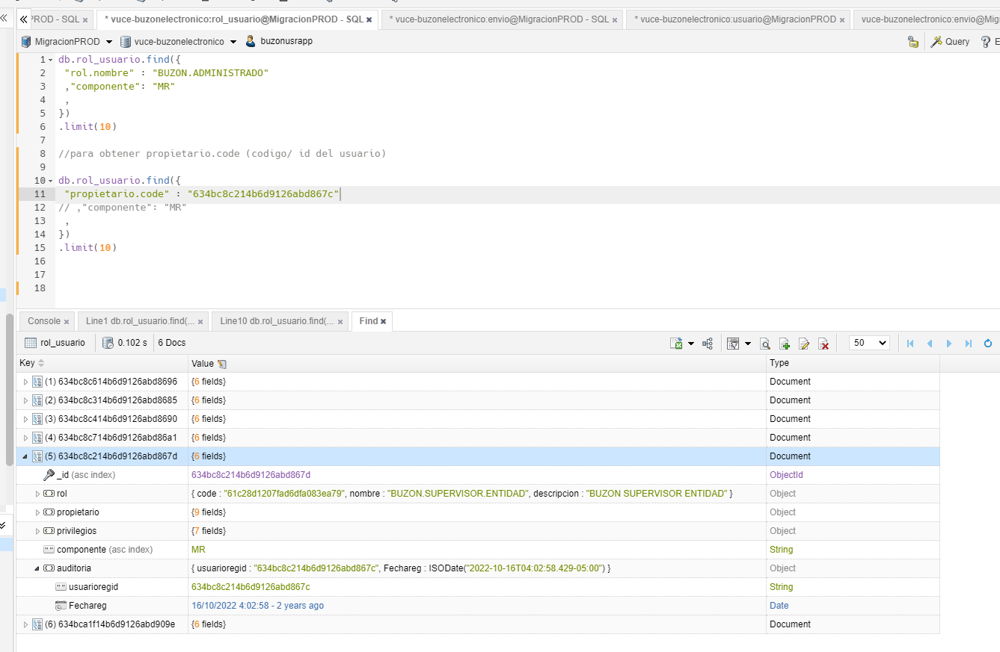 PROD - SQL × * vuce-buzonelectronico:rol_usuario@MigracionPROD - SQL × * vuce-buzonelectronico:envio@MigracionPROD - SQL × * vuce-buzonelectronico:usuario@MigracionPROD × vuce-buzonelectronico:envio@Mig
MigracionPROD vuce-buzonelectronico buzonusrapp Query E
1 db.rol_usuario.find({
2 "rol.nombre" : "BUZON.ADMINISTRADO"
3 ,"componente": "MR"
4 ,
5 })
6 .limit(10)
7
8 //para obtener propietario.code (codigo/ id del usuario)
9
10 db.rol_usuario.find({
11 "propietario.code" : "634bc8c214b6d9126abd867c"
12 // ,"componente": "MR"
13 ,
14 })
15 .limit(10)
16
17
18
Console × Line1 db.rol_usuario.find(... × Line10 db.rol_usuario.find(... × Find ×
rol_usuario 0.102 s 6 Docs 50
Key Value Type
(1) 634bc8c614b6d9126abd8696 {6 fields} Document
(2) 634bc8c314b6d9126abd8685 {6 fields} Document
(3) 634bc8c414b6d9126abd8690 {6 fields} Document
(4) 634bc8c714b6d9126abd86a1 {6 fields} Document
(5) 634bc8c214b6d9126abd867d {6 fields} Document
_id (asc index) 634bc8c214b6d9126abd867d ObjectId
rol { code : "61c28d1207fad6dfa083ea79", nombre : "BUZON.SUPERVISOR.ENTIDAD", descripcion : "BUZON SUPERVISOR ENTIDAD" } Object
propietario {9 fields} Object
privilegios {7 fields} Object
componente (asc index) MR String
auditoria { usuarioregid : "634bc8c214b6d9126abd867c", Fechareg : ISODate("2022-10-16T04:02:58.429-05:00") } Object
usuarioregid 634bc8c214b6d9126abd867c String
Fechareg 16/10/2022 4:02:58 - 2 years ago Date
(6) 634bca1f14b6d9126abd909e {6 fields} Document